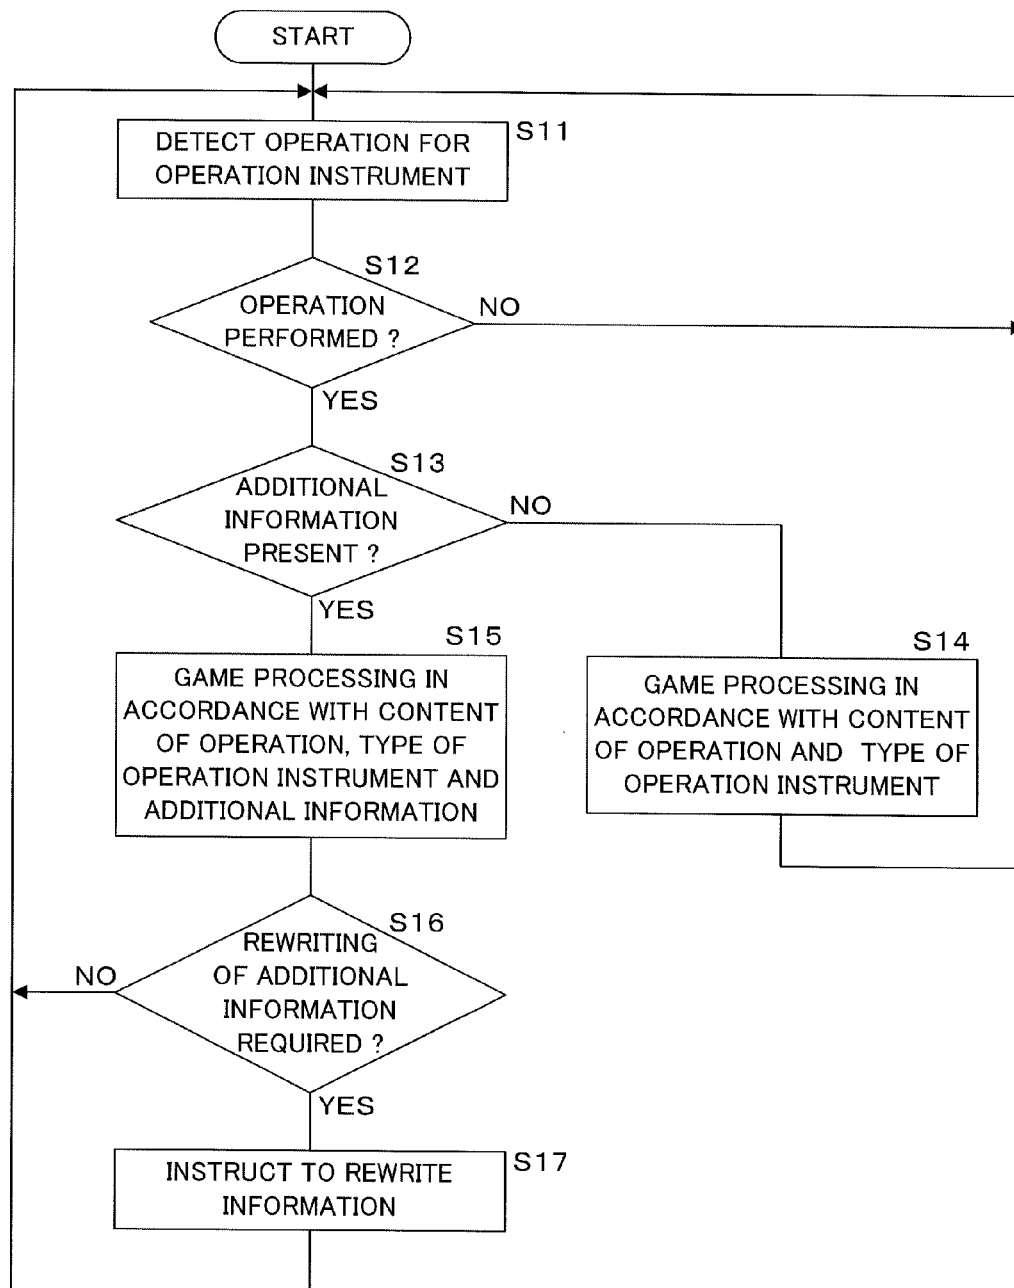 START
S11
DETECT OPERATION FOR
OPERATION INSTRUMENT
S12
OPERATION
PERFORMED ?
NO
YES
S13
ADDITIONAL
INFORMATION
PRESENT ?
NO
YES
S15
GAME PROCESSING IN
ACCORDANCE WITH CONTENT
OF OPERATION, TYPE OF
OPERATION INSTRUMENT AND
ADDITIONAL INFORMATION
S14
GAME PROCESSING IN
ACCORDANCE WITH CONTENT
OF OPERATION AND TYPE OF
OPERATION INSTRUMENT
S16
REWRITING
OF ADDITIONAL
INFORMATION
REQUIRED ?
NO
YES
S17
INSTRUCT TO REWRITE
INFORMATION